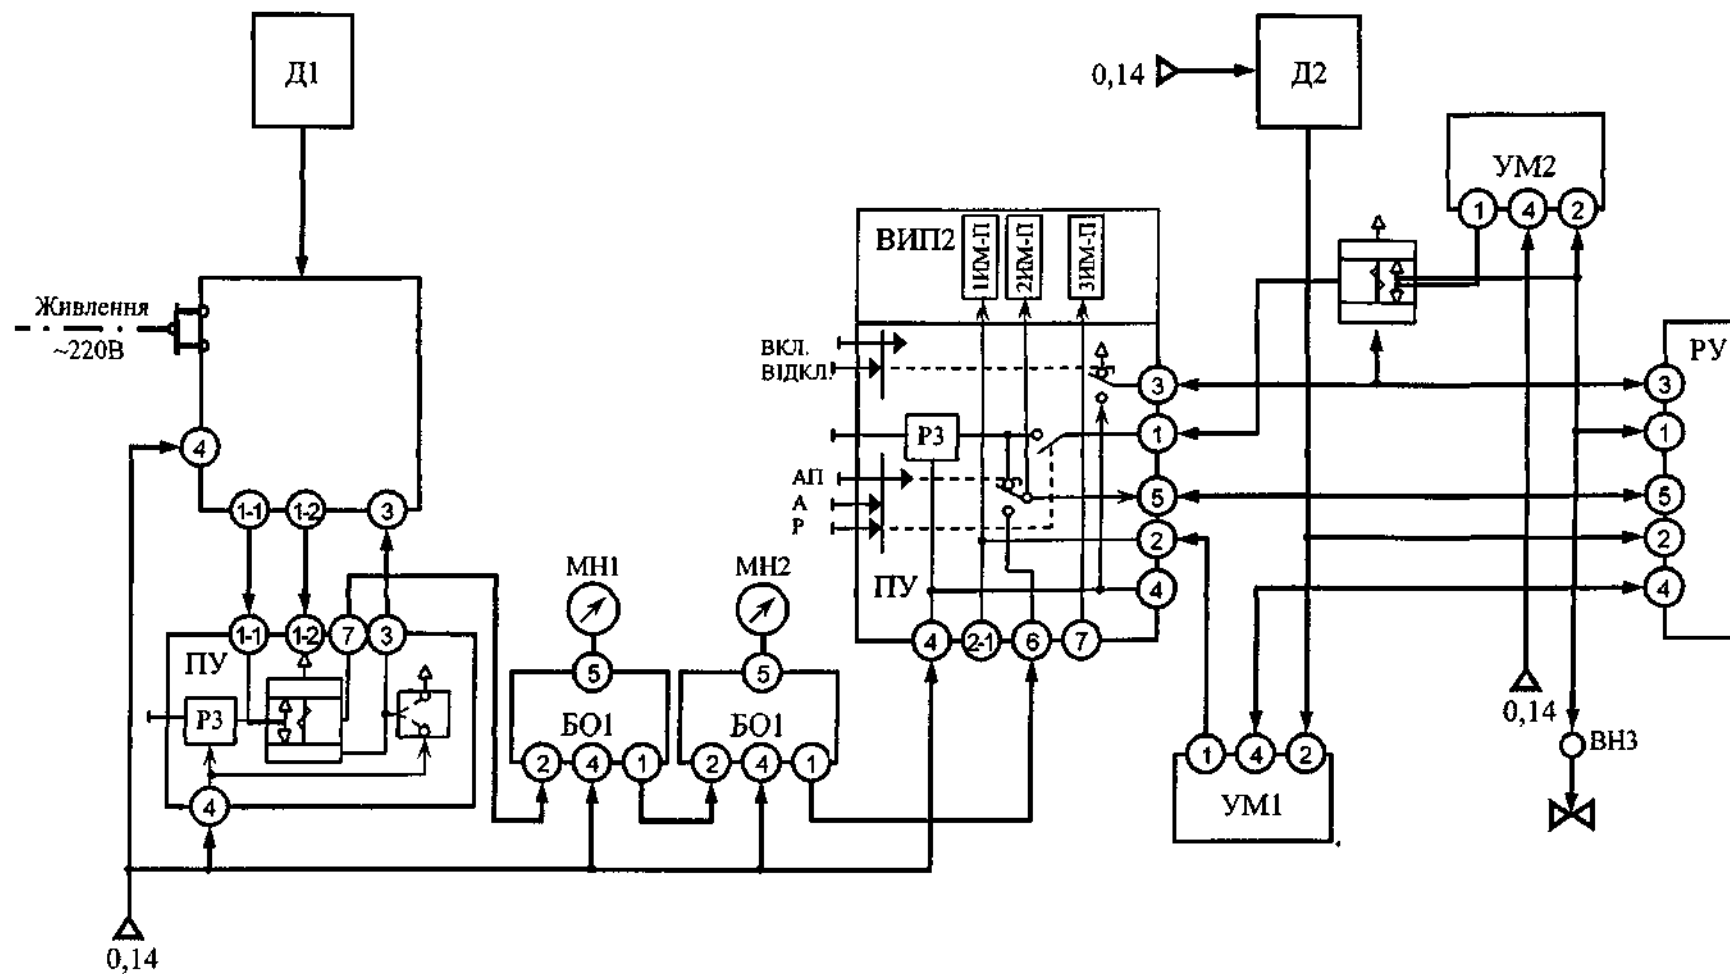 Д1
0,14
Д2
УМ2
1
4
2
ВИП2
1ИМ-П
2ИМ-П
3ИМ-П
Живлення
~220В
ВКЛ.
ВІДКЛ.
РУ
3
3
1
1
4
РЗ
АП
А
Р
5
5
1-1
1-2
3
2
2
МН1
МН2
ПУ
4
4
1-1
1-2
7
3
4
2-1
6
7
ПУ
5
5
РЗ
БО1
БО1
0,14
2
4
1
2
4
1
1
4
2
ВН3
4
УМ1
0,14